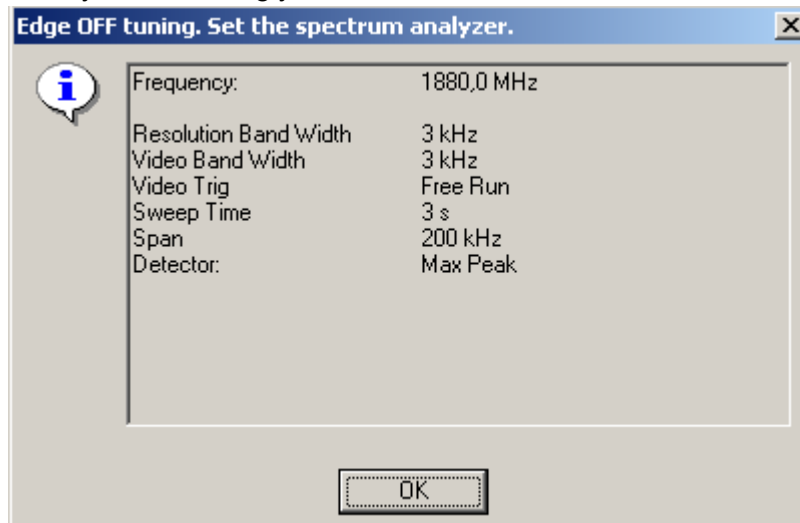 Edge OFF tuning. Set the spectrum analyzer.
Frequency: 1880,0 MHz
Resolution Band Width 3 kHz
Video Band Width 3 kHz
Video Trig Free Run
Sweep Time 3 s
Span 200 kHz
Detector: Max Peak
OK